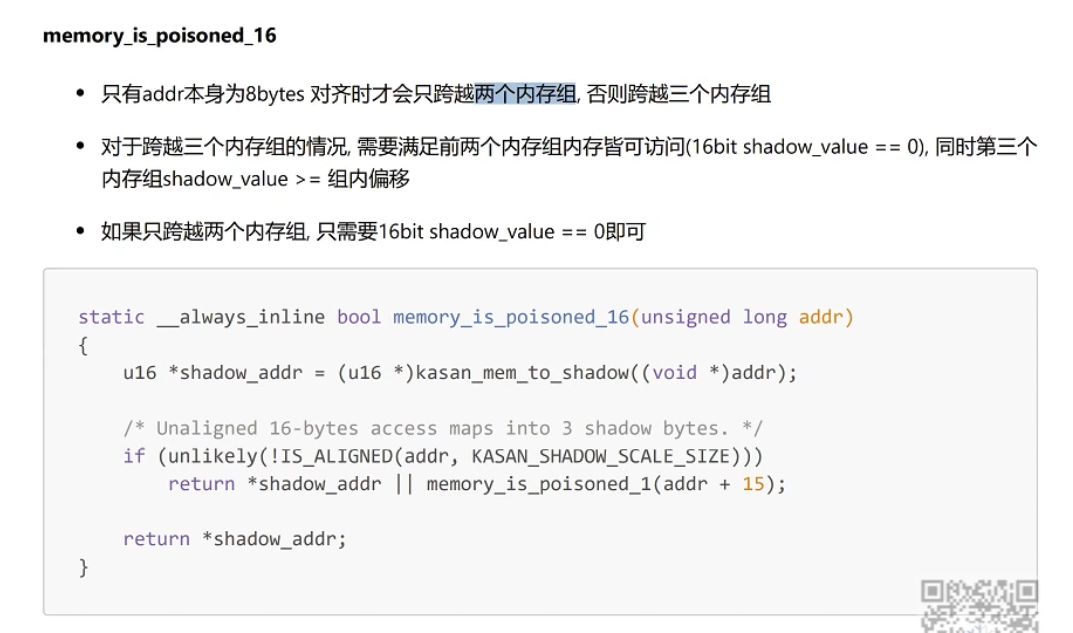 memory_is_poisoned_16
• 只有addr本身为8bytes 对齐时才会只跨越两个内存组, 否则跨越三个内存组
• 对于跨越三个内存组的情况, 需要满足前两个内存组内存皆可访问(16bit shadow_value == 0), 同时第三个
内存组shadow_value >= 组内偏移
• 如果只跨越两个内存组, 只需要16bit shadow_value == 0即可
static __always_inline bool memory_is_poisoned_16(unsigned long addr)
{
    u16 *shadow_addr = (u16 *)kasan_mem_to_shadow((void *)addr);
    /* Unaligned 16-bytes access maps into 3 shadow bytes. */
    if (unlikely(!IS_ALIGNED(addr, KASAN_SHADOW_SCALE_SIZE)))
        return *shadow_addr || memory_is_poisoned_1(addr + 15);
    return *shadow_addr;
}